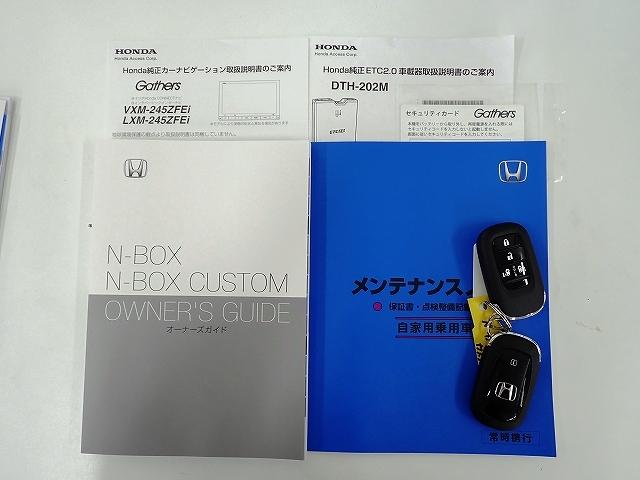 HONDA
Honda Access Corp.
Honda純正カーナビゲーション取扱説明書のご案内
Gathers
VXM-245ZFEi
LXM-245ZFEi
HONDA
Honda Access Corp.
Honda純正ETC2.0車載器取扱説明書のご案内
DTH-202M
セキュリティカード
Gathers
N-BOX
N-BOX CUSTOM
OWNER'S GUIDE
オーナーズガイド
メンテナンス
保証書・点検整備記
自家用乗用車
常時携行